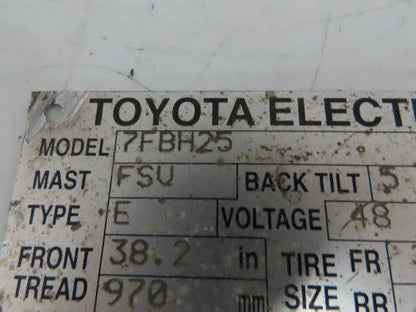 TOYOTA ELECT
MODEL 7FBH25
MAST FSV BACK TILT 5
TYPE E VOLTAGE 48
FRONT 38.2 in TIRE FR
TREAD 970 mm SIZE RR